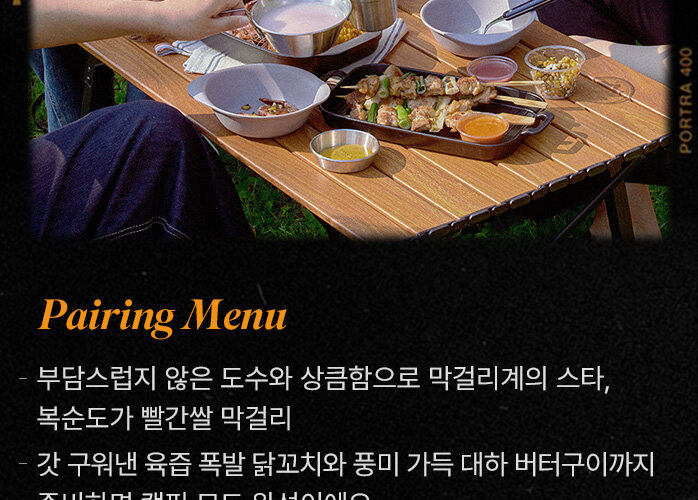 PORTRA 400
Pairing Menu
- 부담스럽지 않은 도수와 상큼함으로 막걸리계의 스타,
복순도가 빨간쌀 막걸리
- 갓 구워낸 육즙 폭발 닭꼬치와 풍미 가득 대하 버터구이까지